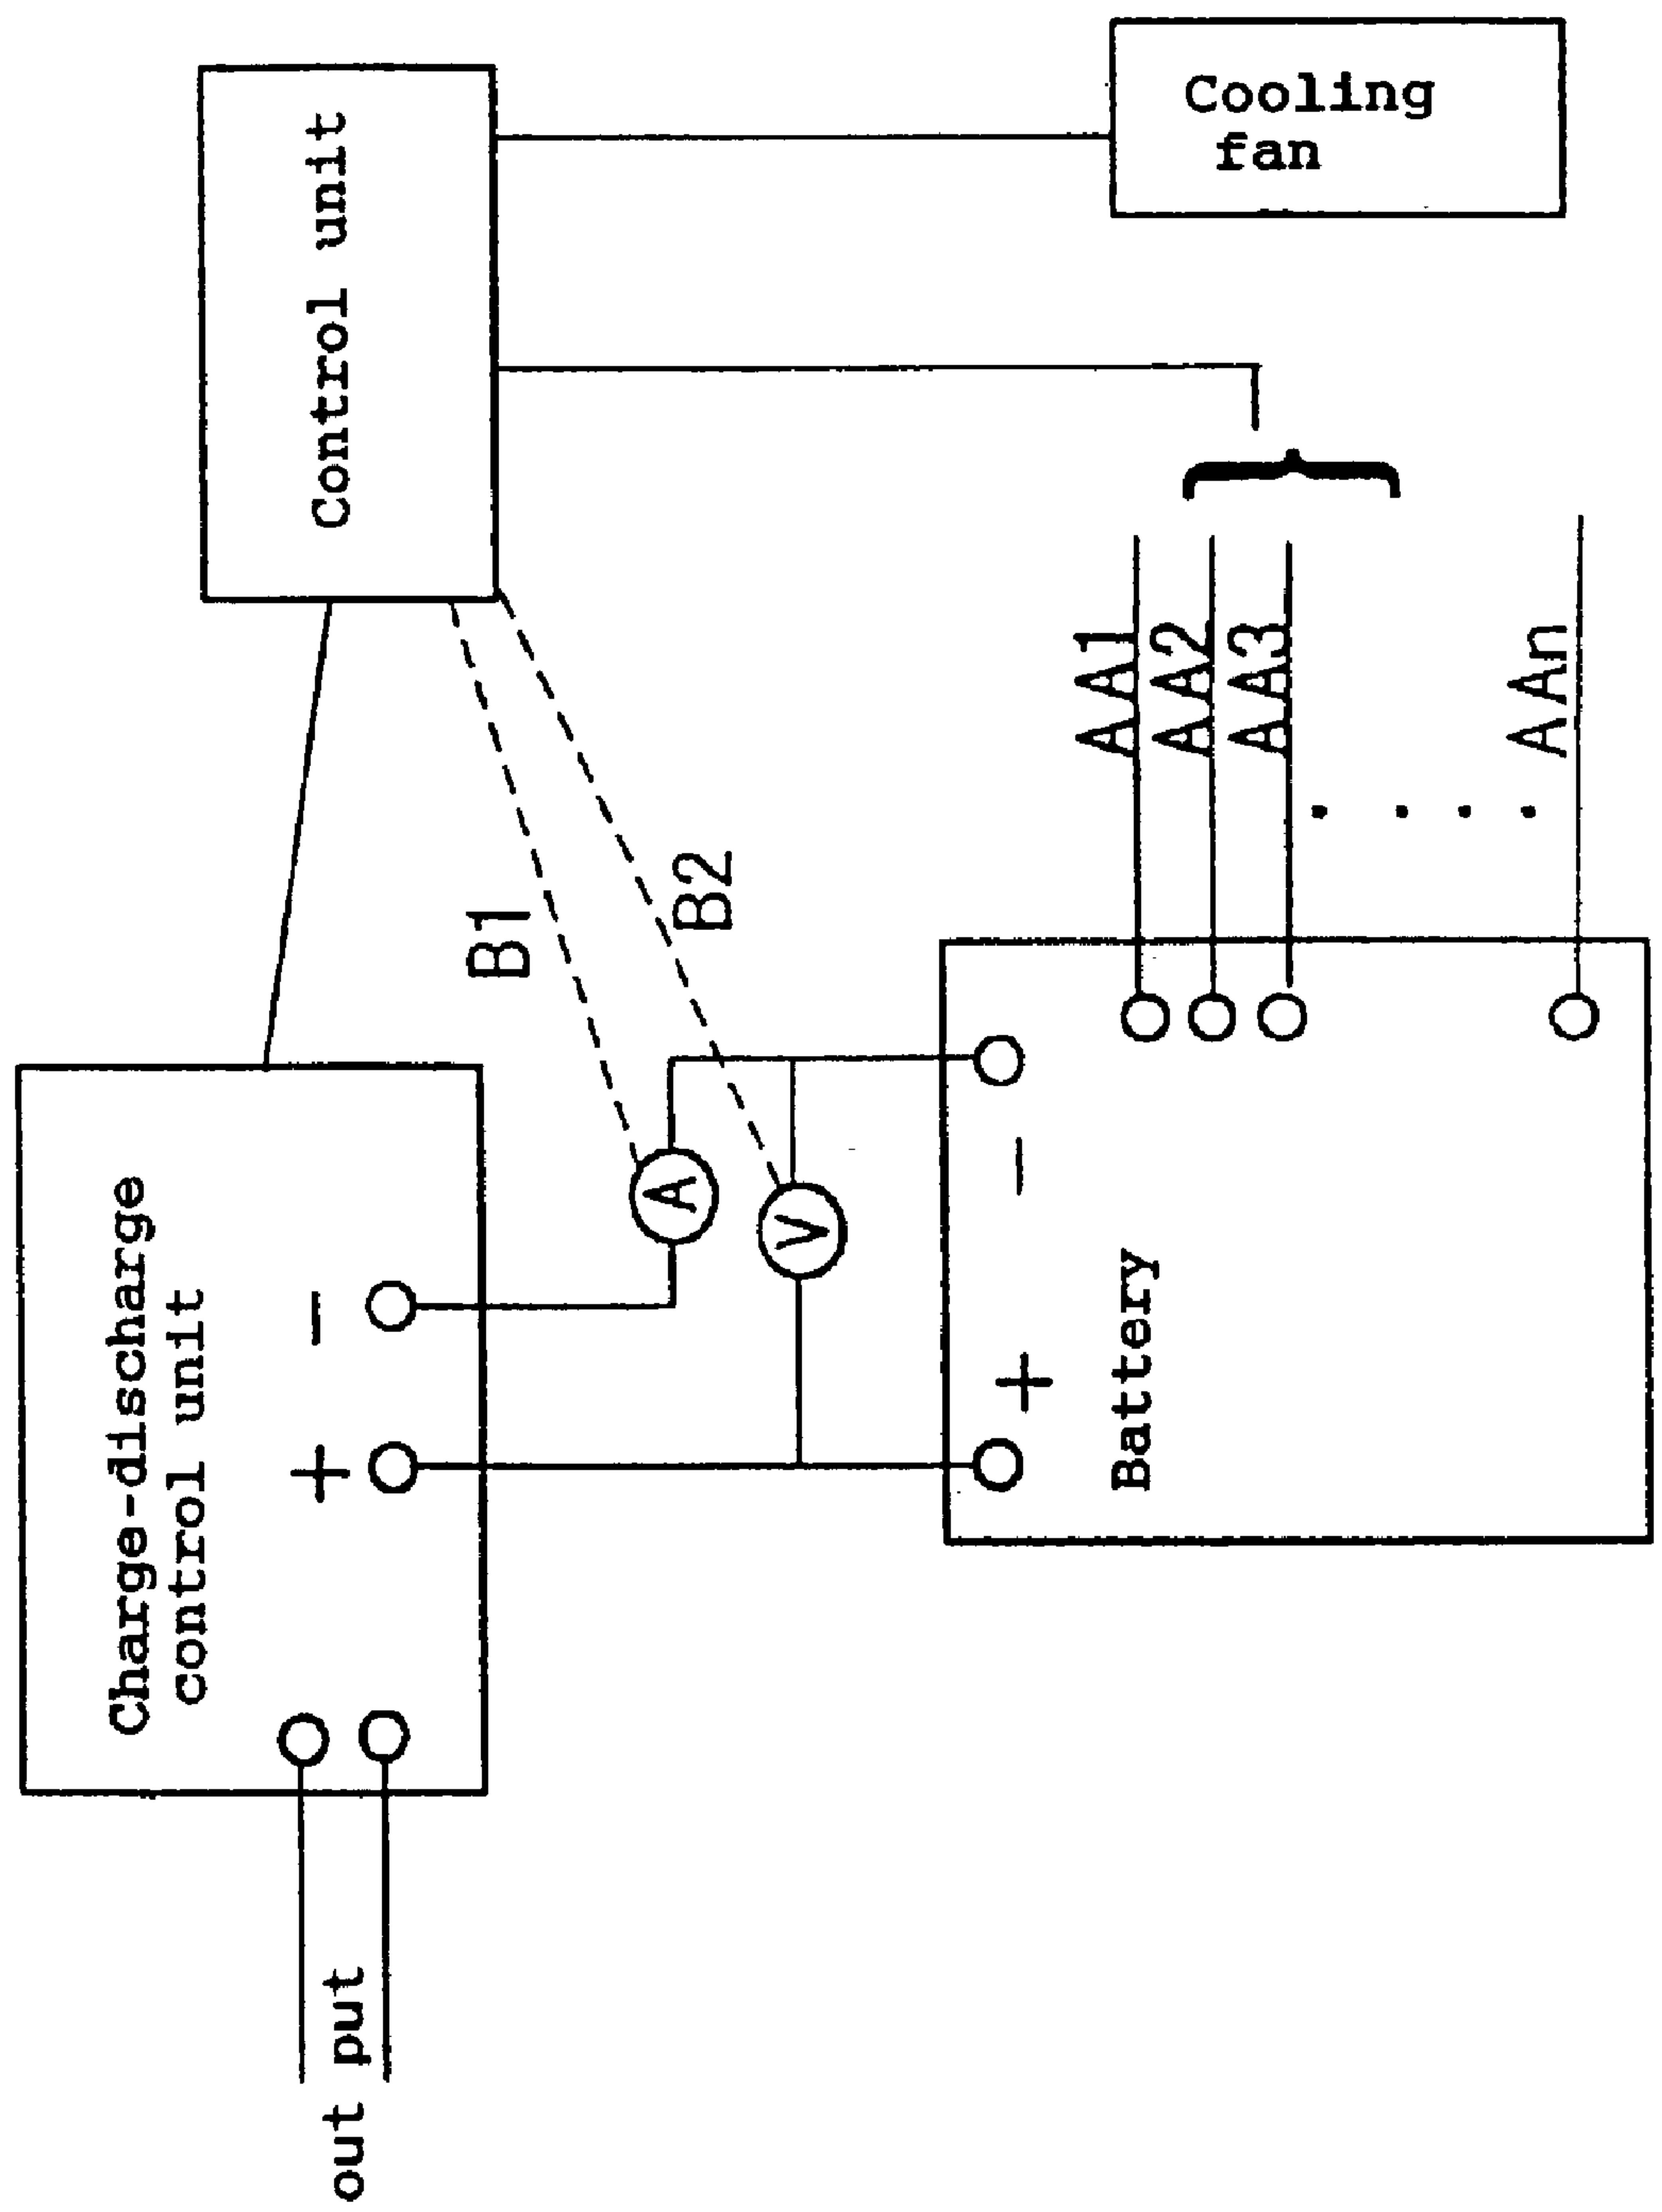 Charge-discharge
control unit
+ −
out put
Control unit
B1
B2
A
V
+ −
Battery
AA1
AA2
AA3
. . . .
AAn
Cooling
fan